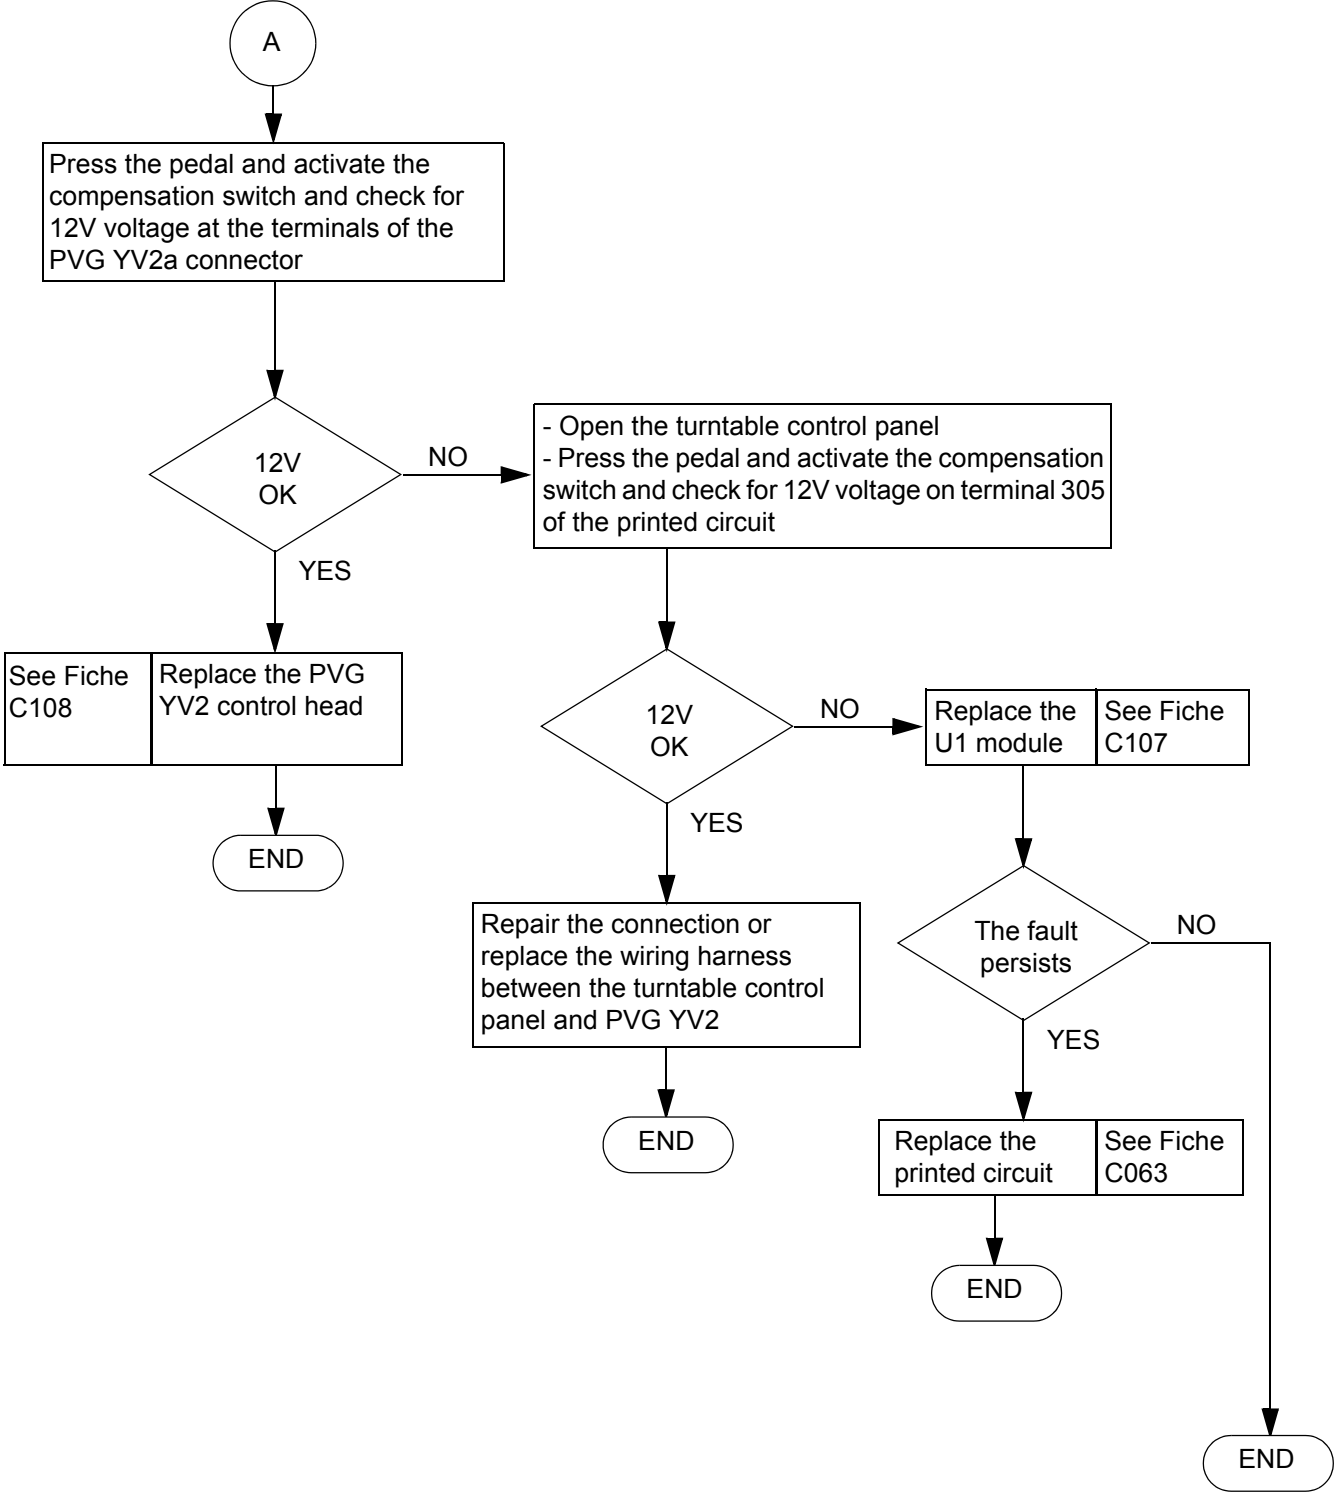 A
Press the pedal and activate the
compensation switch and check for
12V voltage at the terminals of the
PVG YV2a connector
12V
OK
NO
YES
- Open the turntable control panel
- Press the pedal and activate the compensation
switch and check for 12V voltage on terminal 305
of the printed circuit
See Fiche
C108
Replace the PVG
YV2 control head
END
12V
OK
NO
YES
Replace the
U1 module
See Fiche
C107
Repair the connection or
replace the wiring harness
between the turntable control
panel and PVG YV2
END
The fault
persists
NO
YES
Replace the
printed circuit
See Fiche
C063
END
END